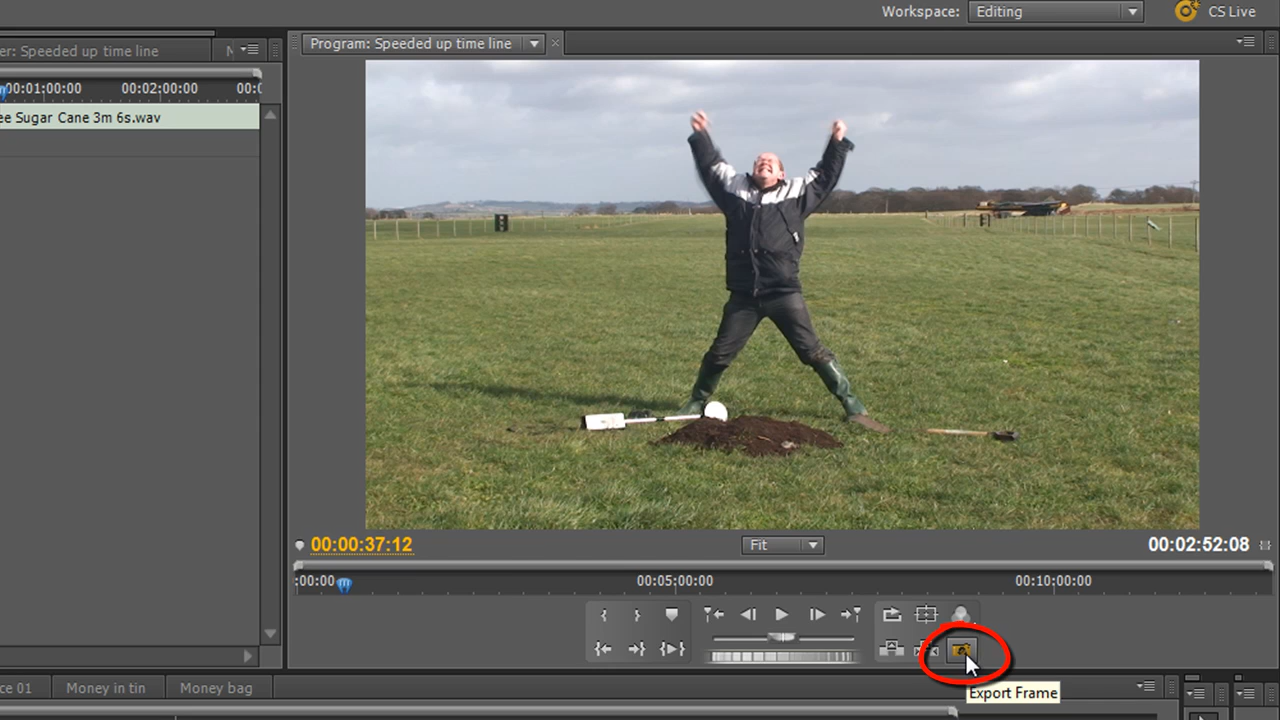 Workspace: Editing CS Live
er: Speeded up time line
Program: Speeded up time line
00:01:00:00 00:02:00:00 00:0
ee Sugar Cane 3m 6s.wav
00:00:37:12 Fit 00:02:52:08
:00:00 00:05:00:00 00:10:00:00
Export Frame
ce 01 Money in tin Money bag